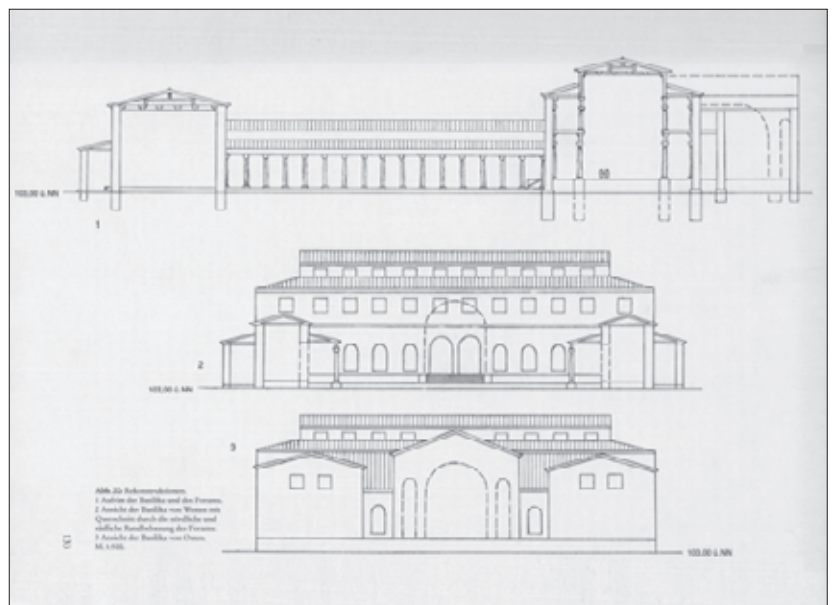 103,00 ü. NN
1
2
103,00 ü. NN
3
Abb. 20: Rekonstruktionen.
1 Aufriss der Basilika und des Forums.
2 Ansicht der Basilika von Westen mit
Querschnitt durch die nördliche und
südliche Randbebauung des Forums.
3 Ansicht der Basilika von Osten.
M.
103,00 ü. NN